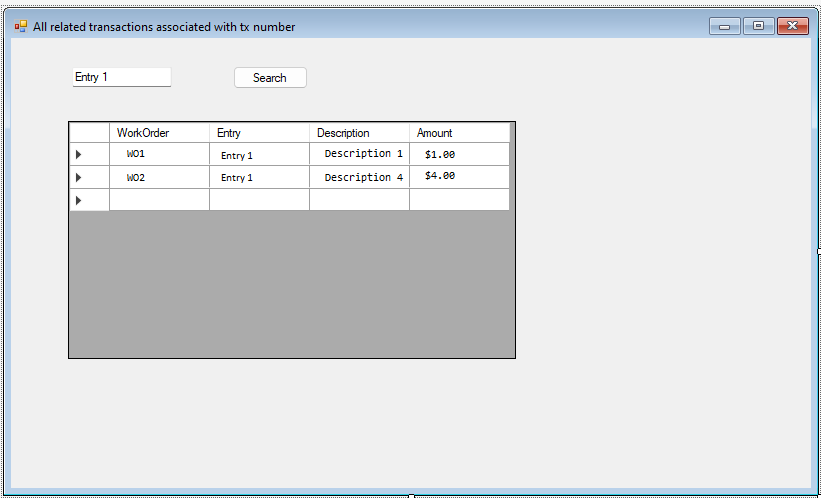 All related transactions associated with tx number
Entry 1 Search
WorkOrder Entry Description Amount
WO1 Entry 1 Description 1 $1.00
WO2 Entry 1 Description 4 $4.00